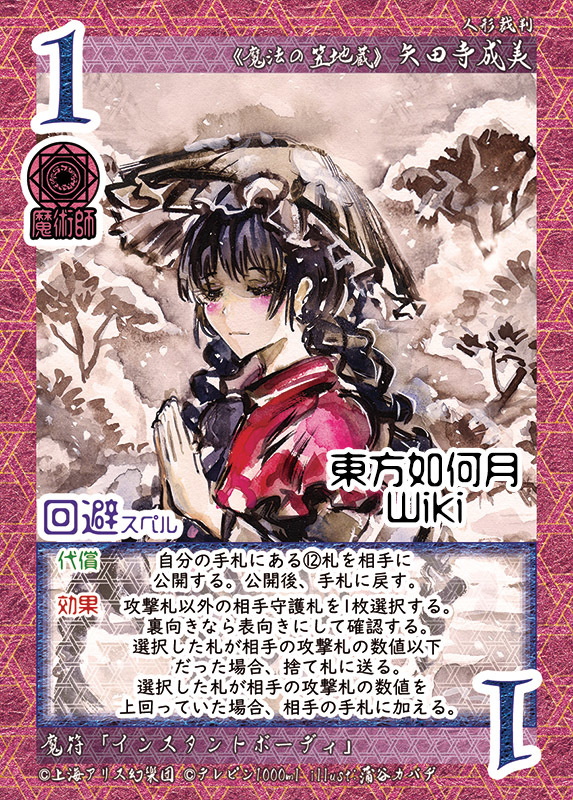 人形裁判
1
《魔法の笠地蔵》 矢田寺成美
魔術師
東方如何月
Wiki
回避スペル
代償
自分の手札にある⑫札を相手に
公開する。公開後、手札に戻す。
効果
攻撃札以外の相手守護札を1枚選択する。
裏向きなら表向きにして確認する。
選択した札が相手の攻撃札の数値以下
だった場合、捨て札に送る。
選択した札が相手の攻撃札の数値を
上回っていた場合、相手の手札に加える。
1
魔符「インスタントボーディ」
©上海アリス幻樂団 ©テレピン1000ml illust:蒲谷カバヂ